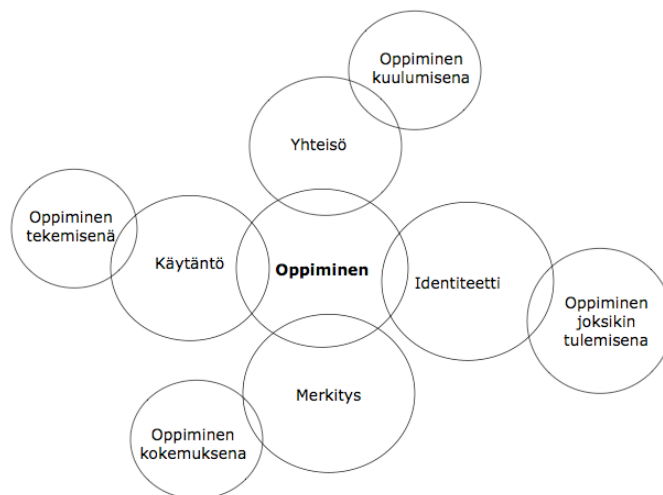 Oppiminen
kuulumisena
Yhteisö
Oppiminen
tekemisenä
Käytäntö
Oppiminen
Identiteetti
Oppiminen
joksikin
tulemisena
Merkitys
Oppiminen
kokemuksena